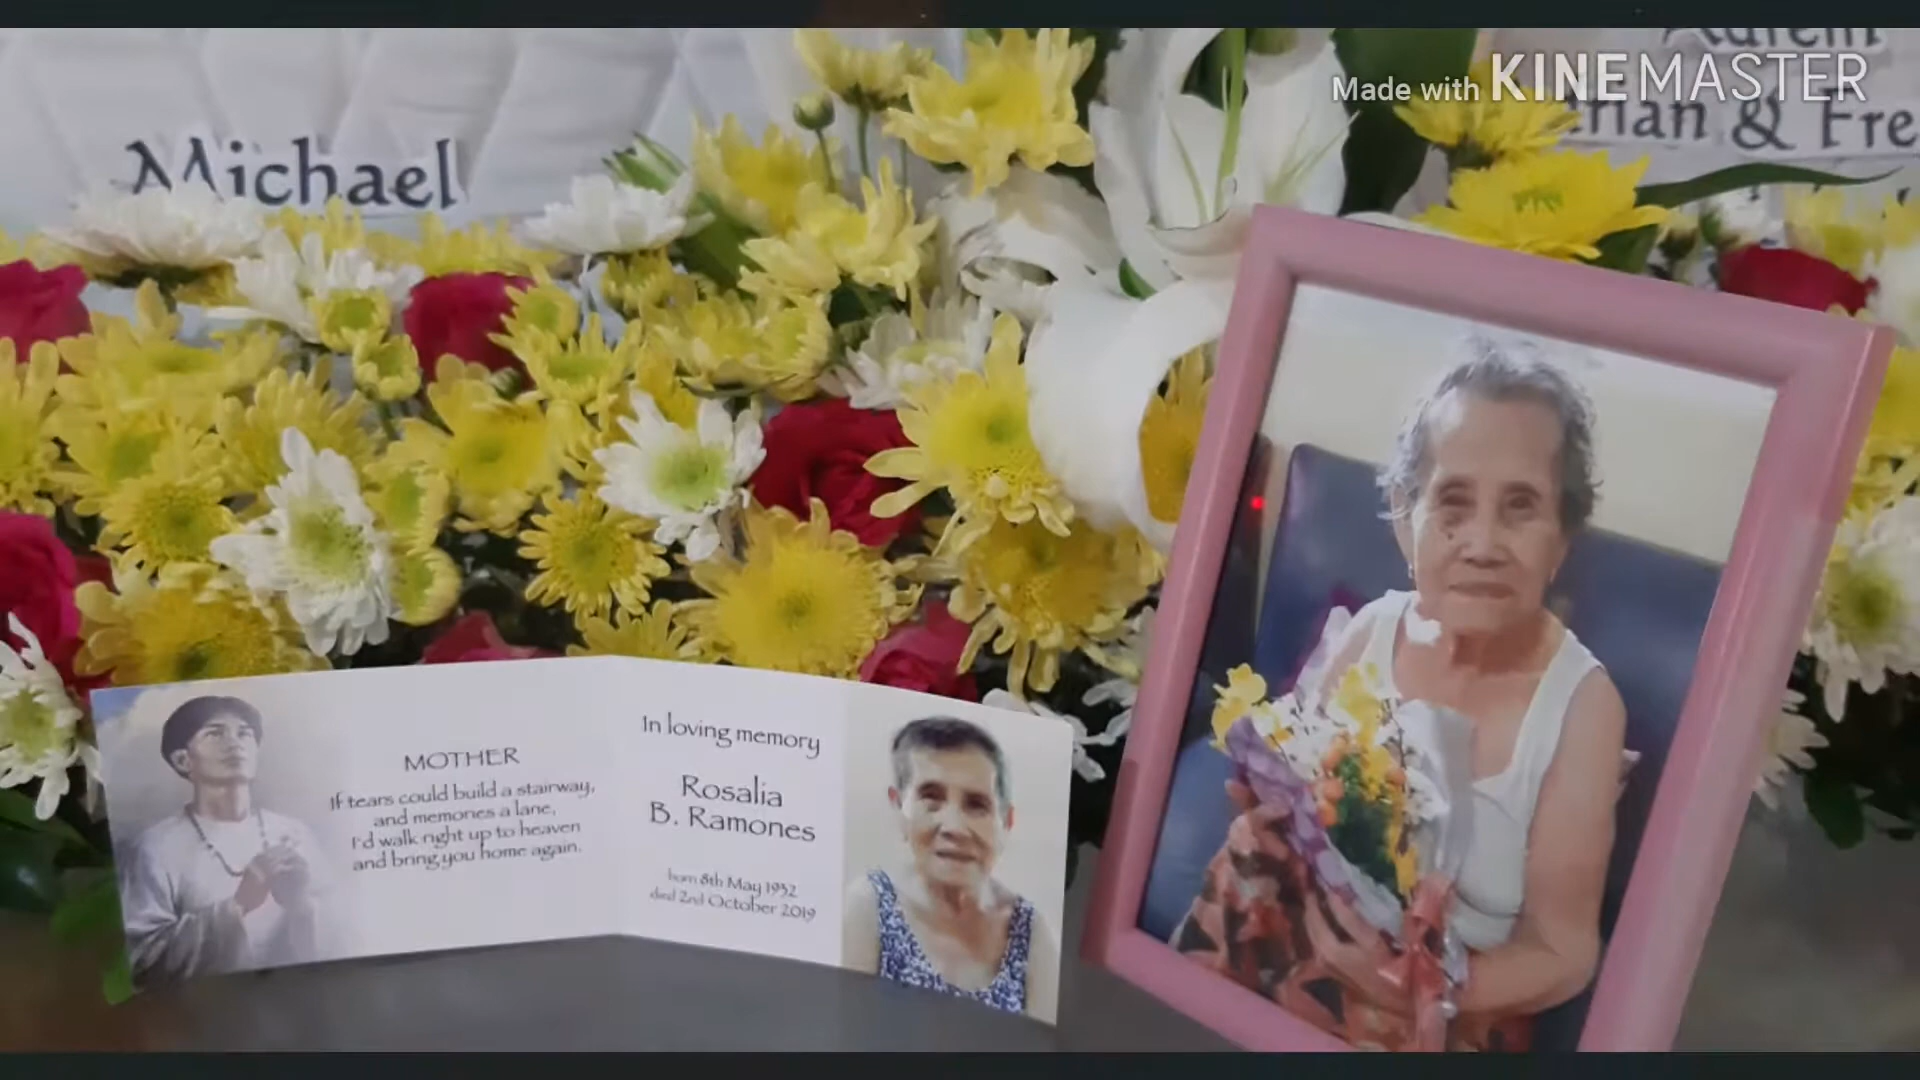 Made with KINEMASTER
Michael
& Fre
MOTHER
If tears could build a stairway,
and memories a lane,
I'd walk right up to heaven
and bring you home again.
In loving memory
Rosalia
B. Ramones
born 8th May 1932
died 2nd October 2019